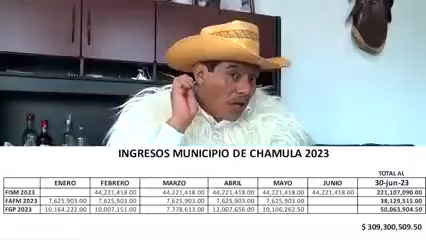 INGRESOS MUNICIPIO DE CHAMULA 2023
TOTAL AL
ENERO FEBRERO MARZO ABRIL MAYO JUNIO 30-jun-23
FISM 2023 44,221,418.00 44,221,418.00 44,221,418.00 44,221,418.00 44,221,418.00 221,107,090.00
FAFM 2023 7,625,903.00 7,625,903.00 7,625,903.00 7,625,903.00 7,625,903.00 38,129,515.00
FGP 2023 10,164,222.00 10,007,151.00 7,778,613.00 12,007,656.00 10,106,262.50 50,063,904.50
$ 309,300,509.50